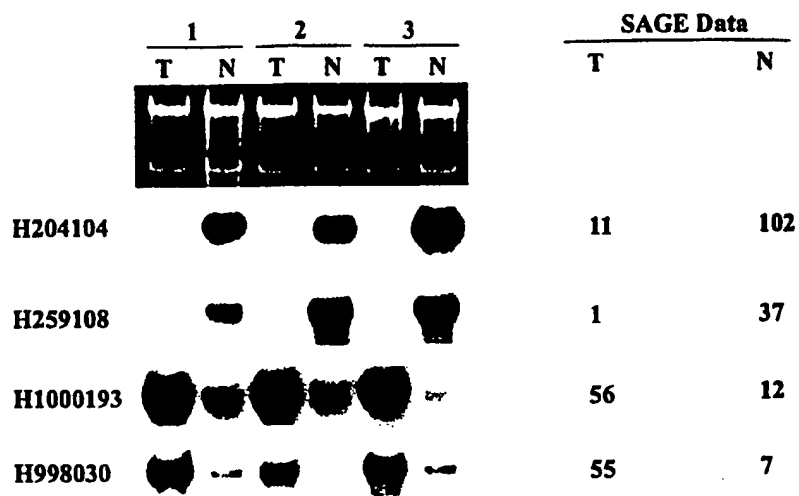 1 2 3 SAGE Data
T N T N T N T N
H204104 11 102
H259108 1 37
H1000193 56 12
H998030 55 7